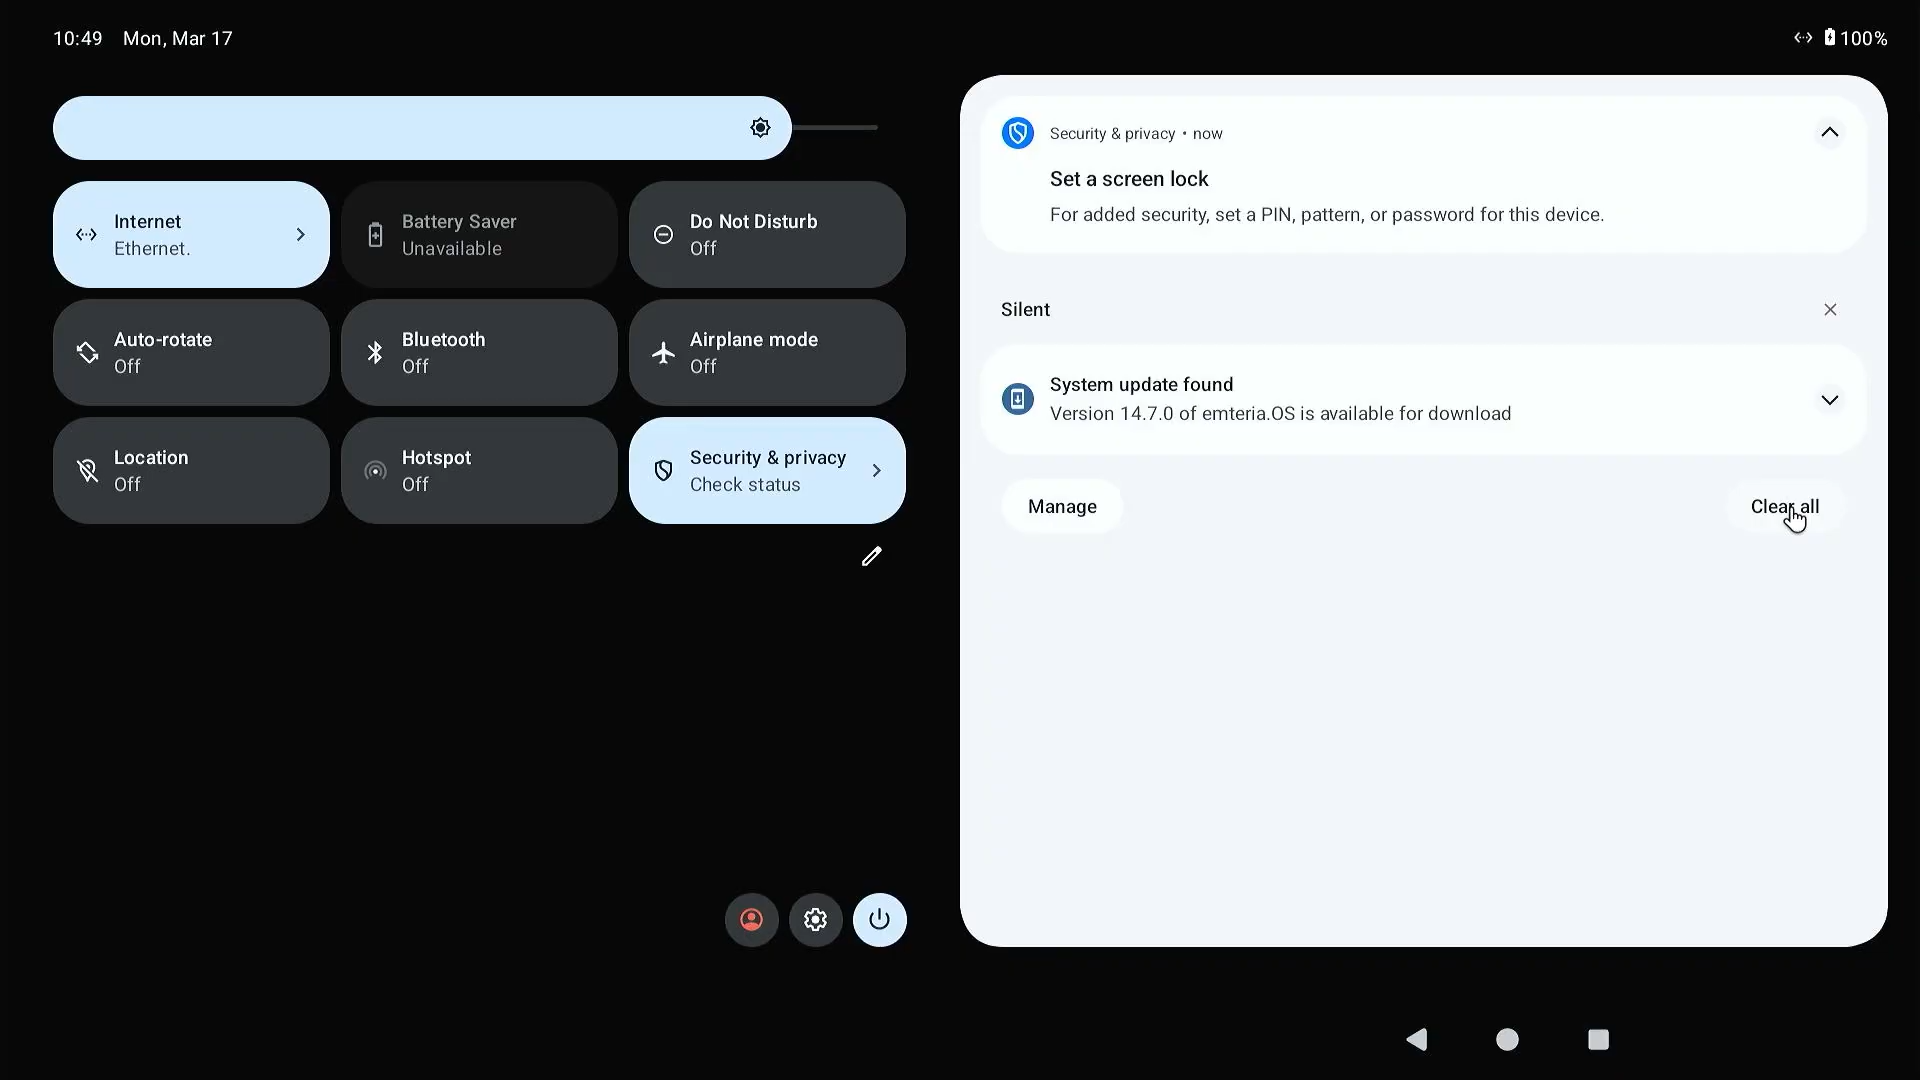 10:49 Mon, Mar 17
100%
Internet
Ethernet.
Battery Saver
Unavailable
Do Not Disturb
Off
Auto-rotate
Off
Bluetooth
Off
Airplane mode
Off
Location
Off
Hotspot
Off
Security & privacy
Check status
Security & privacy • now
Set a screen lock
For added security, set a PIN, pattern, or password for this device.
Silent
System update found
Version 14.7.0 of emteria.OS is available for download
Manage
Clear all